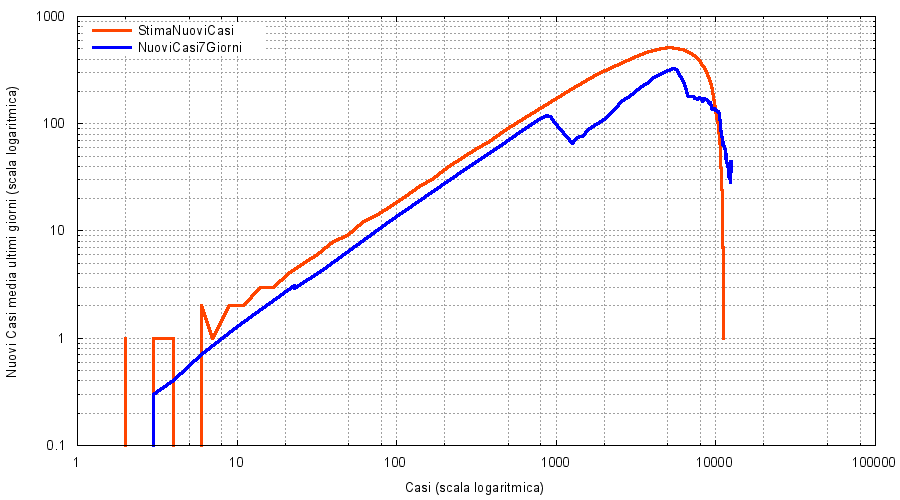 1000
StimaNuoviCasi
NuoviCasi7Giorni
100
10
1
0.1
Nuovi Casi media ultimi giorni (scala logaritmica)
1 10 100 1000 10000 100000
Casi (scala logaritmica)